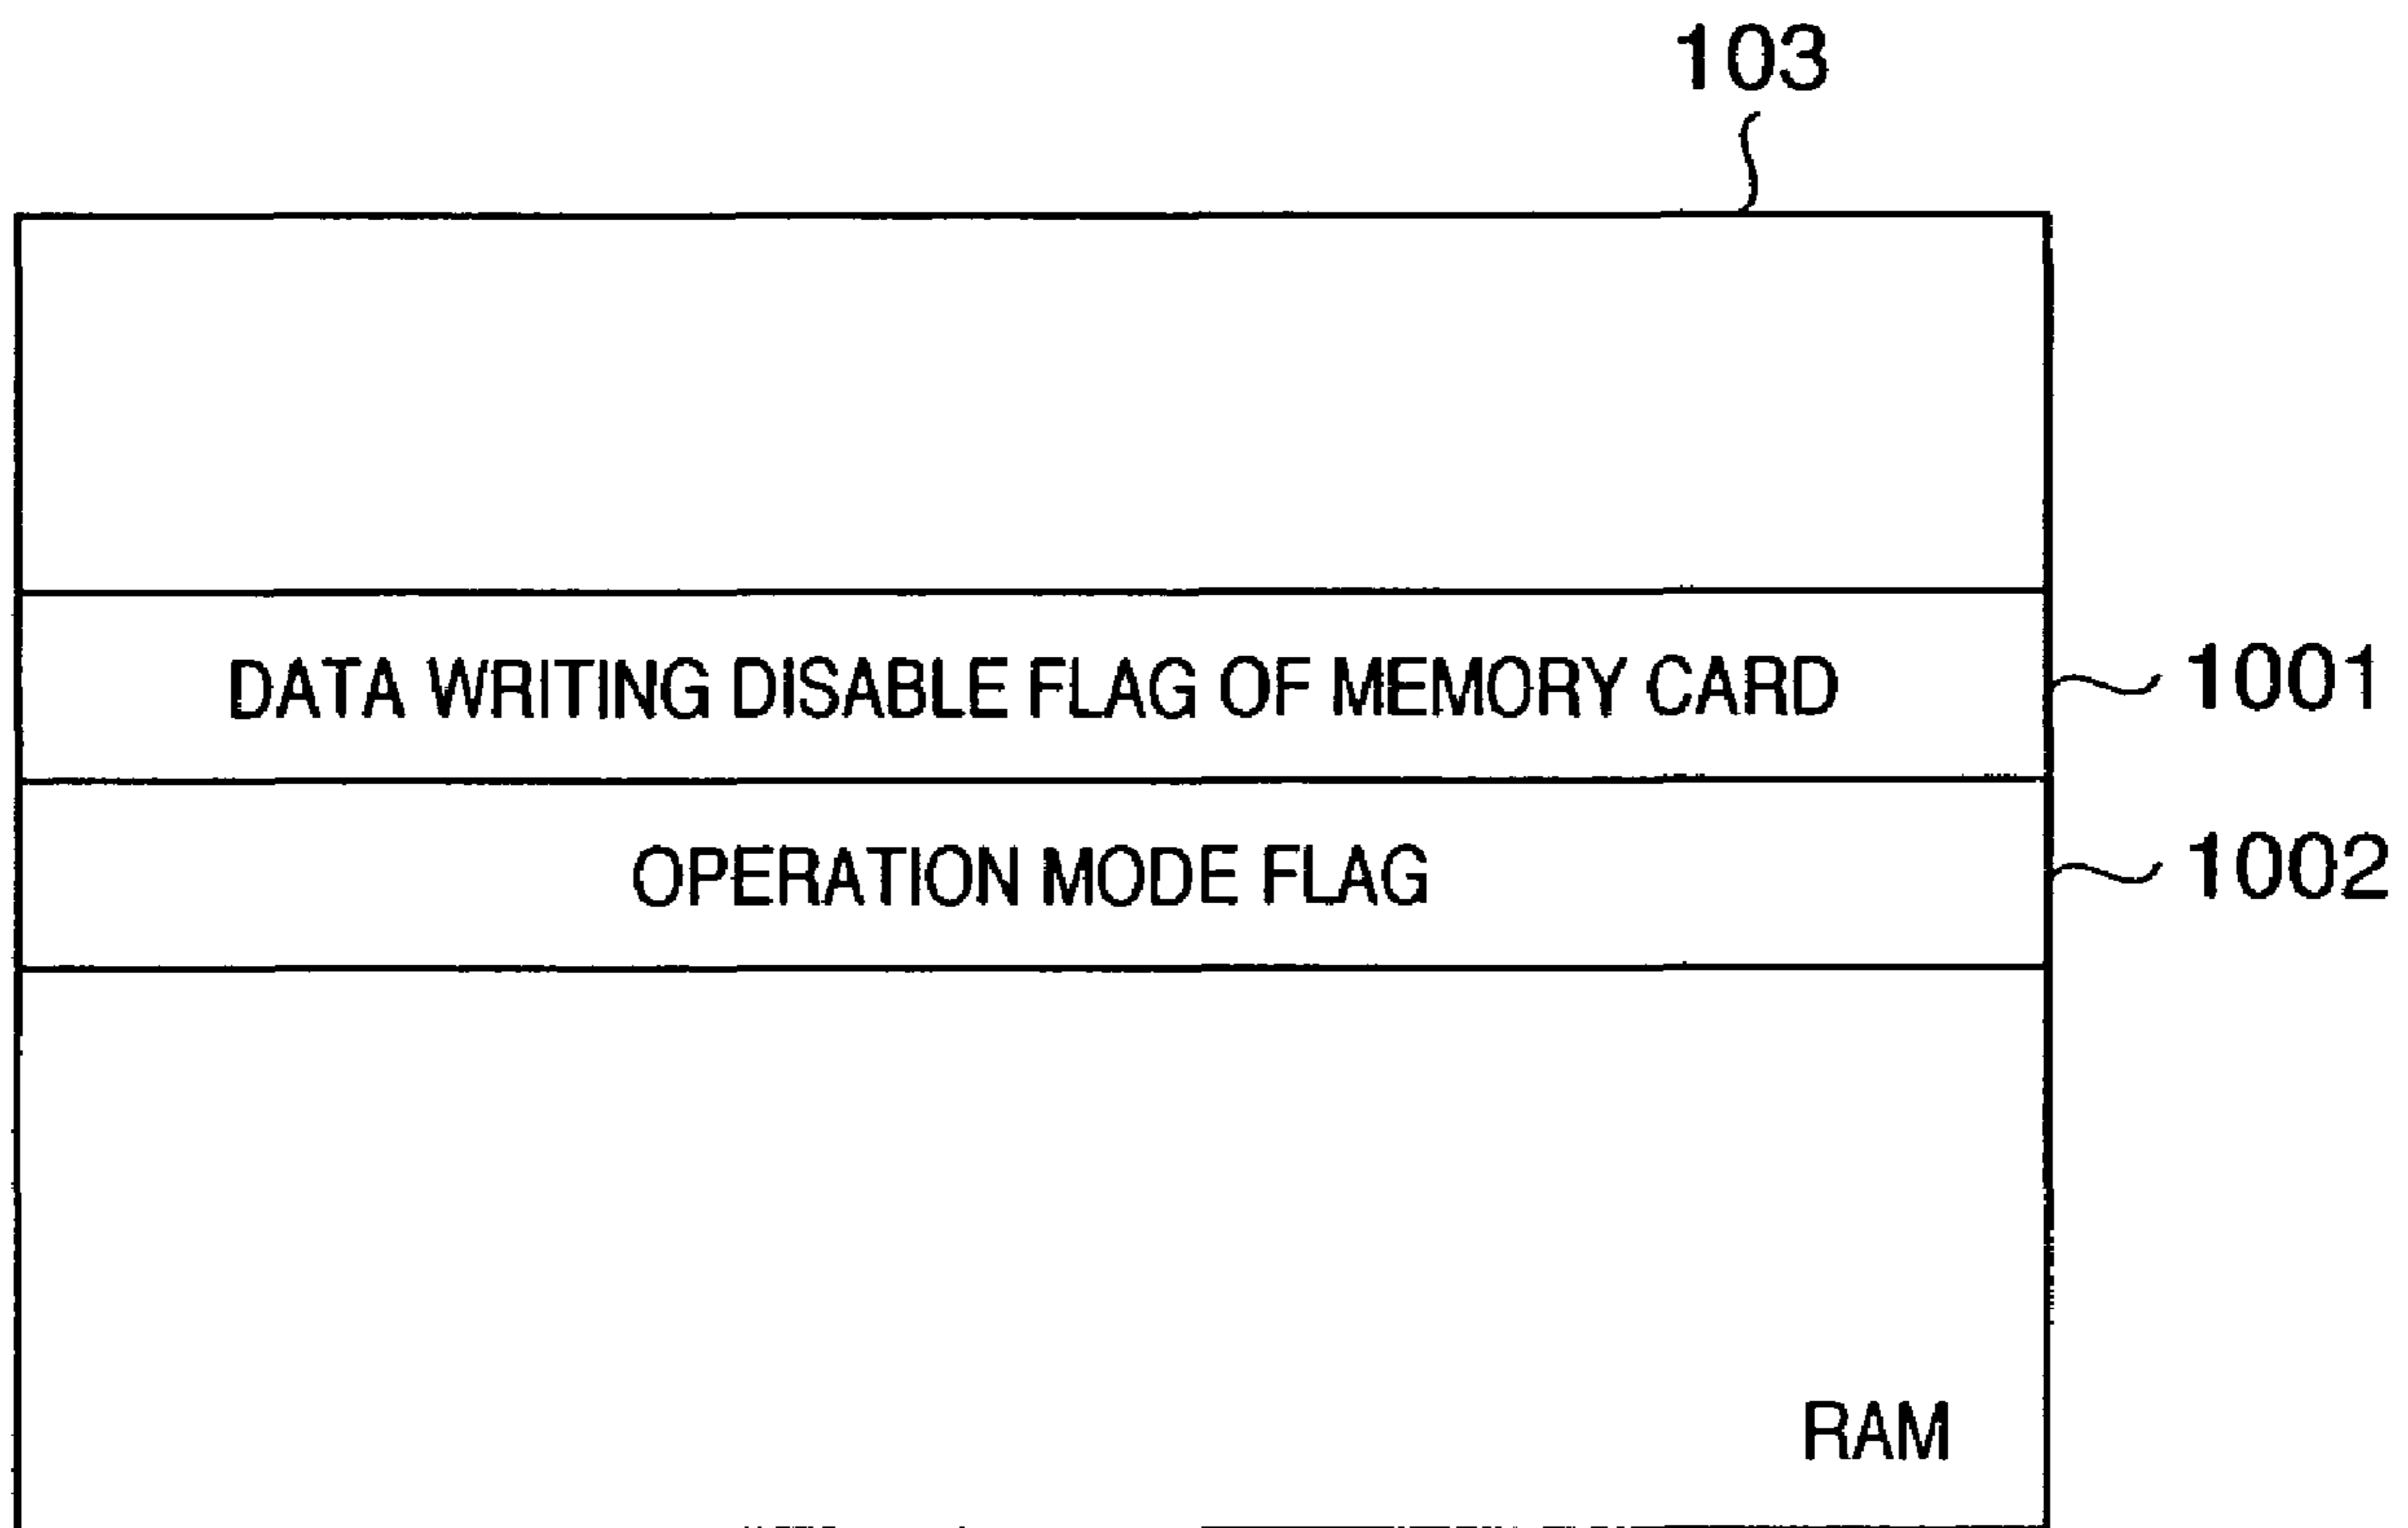 103
DATA WRITING DISABLE FLAG OF MEMORY CARD
1001
OPERATION MODE FLAG
1002
RAM